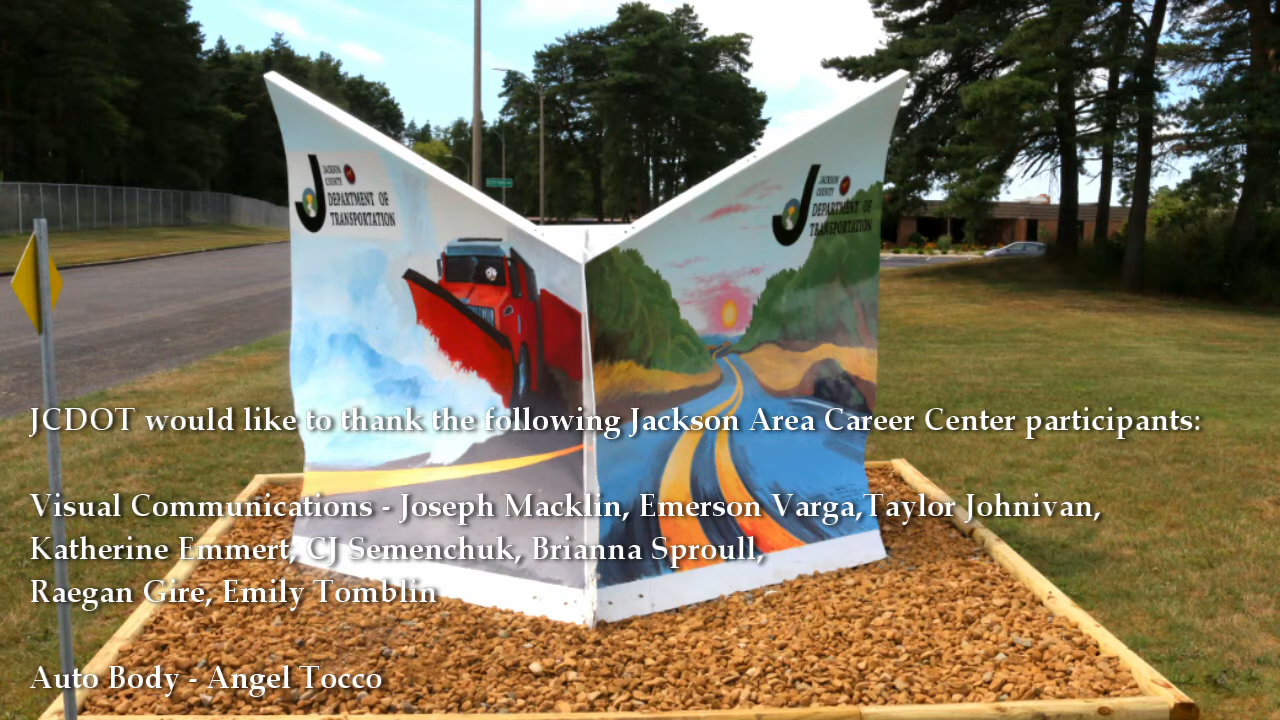 JACKSON
COUNTY
DEPARTMENT OF
TRANSPORTATION
JACKSON
COUNTY
DEPARTMENT OF
TRANSPORTATION
JCDOT would like to thank the following Jackson Area Career Center participants:
Visual Communications - Joseph Macklin, Emerson Varga,Taylor Johnivan,
Katherine Emmert, CJ Semenchuk, Brianna Sproull,
Raegan Gire, Emily Tomblin
Auto Body - Angel Tocco